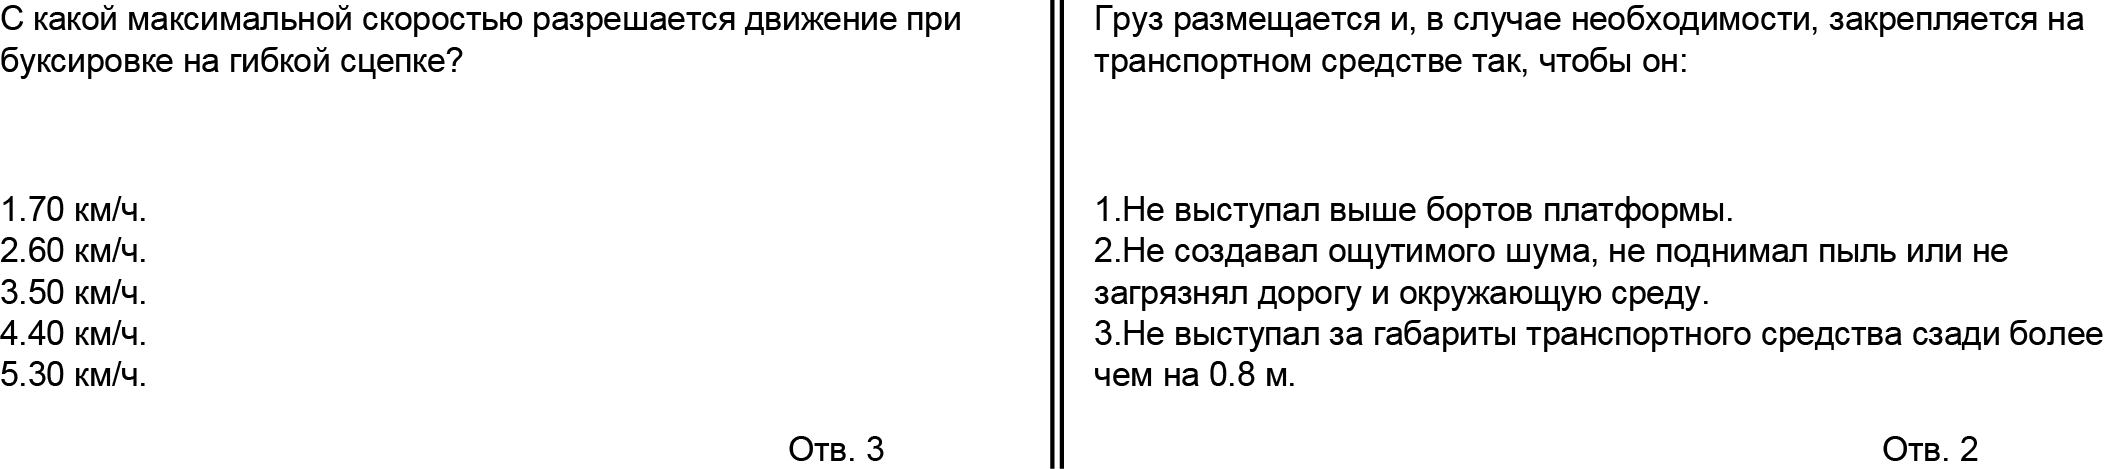 С какой максимальной скоростью разрешается движение при
буксировке на гибкой сцепке?
1.70 км/ч.
2.60 км/ч.
3.50 км/ч.
4.40 км/ч.
5.30 км/ч.
Отв. 3
Груз размещается и, в случае необходимости, закрепляется на
транспортном средстве так, чтобы он:
1.Не выступал выше бортов платформы.
2.Не создавал ощутимого шума, не поднимал пыль или не
загрязнял дорогу и окружающую среду.
3.Не выступал за габариты транспортного средства сзади более
чем на 0.8 м.
Отв. 2